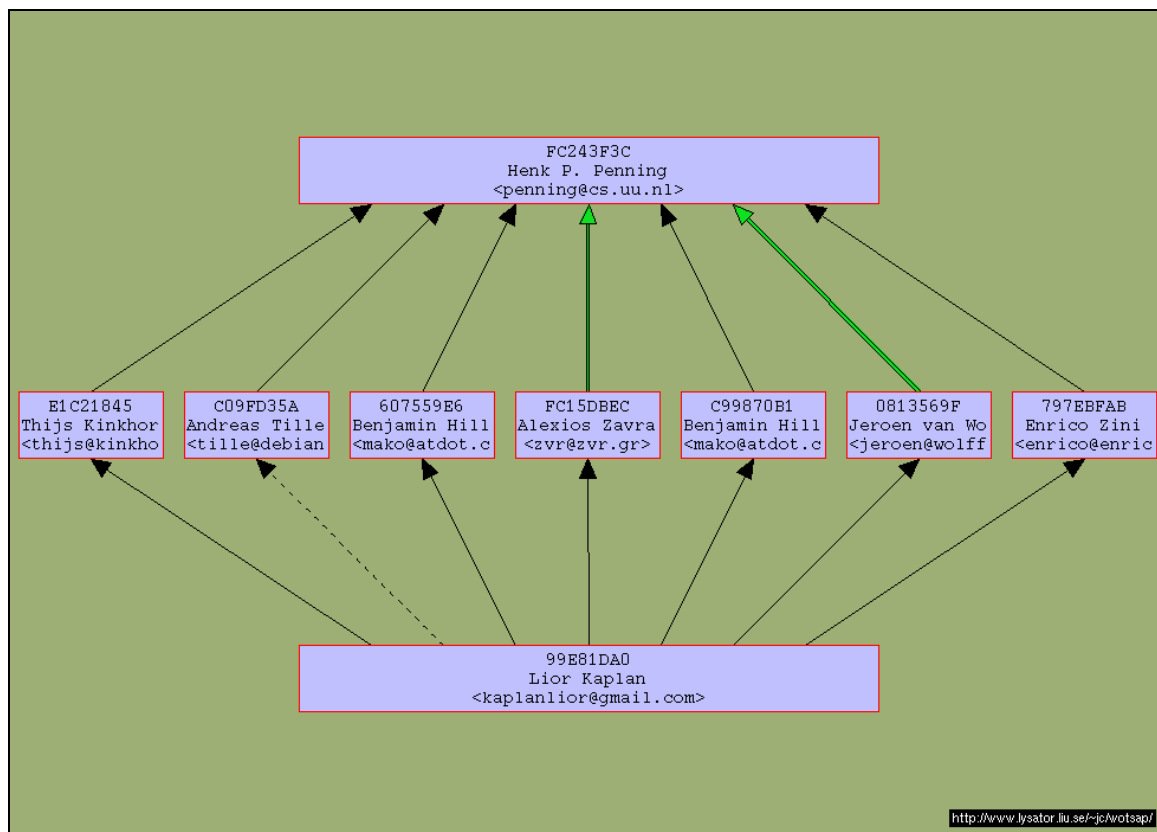 FC243F3C
Henk P. Penning
<penning@cs.uu.nl>
E1C21845
Thijs Kinkhor
<thijs@kinkho
C09FD35A
Andreas Tille
<tille@debian
607559E6
Benjamin Hill
<mako@atdot.c
FC15DBEC
Alexios Zavra
<zvr@zvr.gr>
C99870B1
Benjamin Hill
<mako@atdot.c
0813569F
Jeroen van Wo
<jeroen@wolff
797EBFAB
Enrico Zini
<enrico@enric
99E81DA0
Lior Kaplan
<kaplanlior@gmail.com>
http://www.lysator.liu.se/~jc/wotsap/